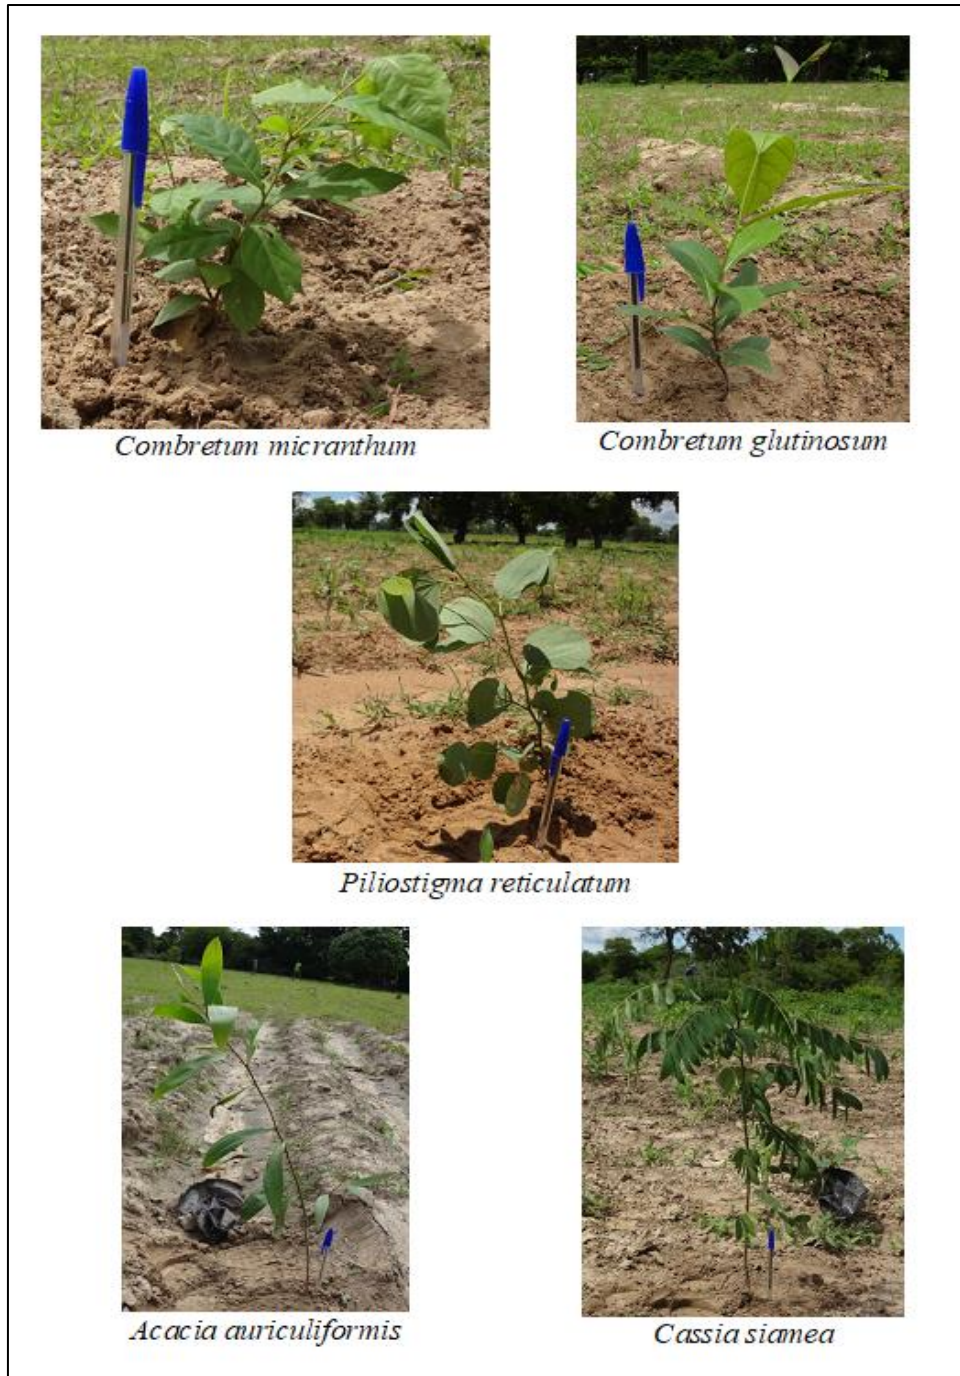 Combretum micranthum
Combretum glutinosum
Piliostigma reticulatum
Acacia auriculiformis
Cassia siamea